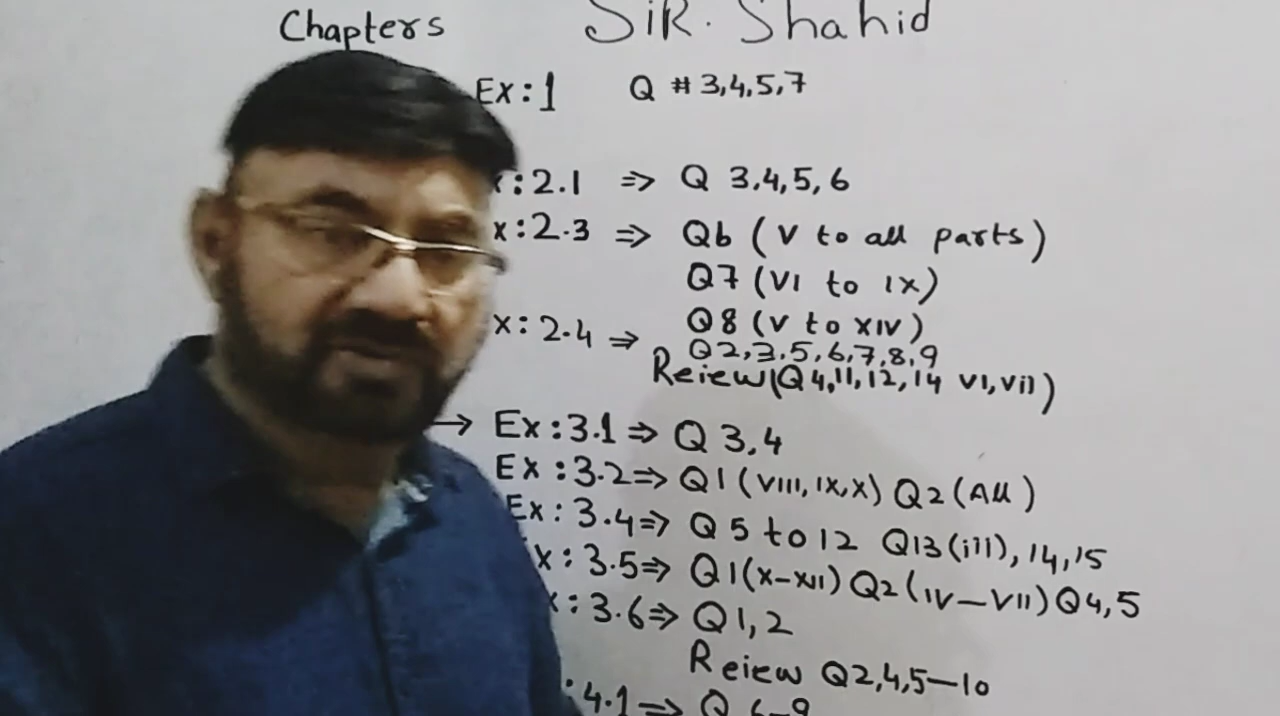 Chapters SiR. Shahid
Ex:1 Q # 3,4,5,7
x:2.1 ⇒ Q 3,4,5,6
x:2.3 ⇒ Q6 (V to all parts)
Q7 (VI to IX)
Q8 (V to XIV)
x:2.4 ⇒ Q2,3,5,6,7,8,9
Reiew(Q4,11,12,14 VI,Vii)
→ Ex:3.1 ⇒ Q 3,4
Ex:3.2 ⇒ Q1 (VIII,IX,X) Q2 (All)
Ex:3.4 ⇒ Q 5 to 12 Q13 (iii), 14,15
x:3.5 ⇒ Q1(X-XII) Q2 (IV-VII) Q4,5
x:3.6 ⇒ Q1,2
Reiew Q2,4,5-10
:4.1 ⇒ Q 6-9